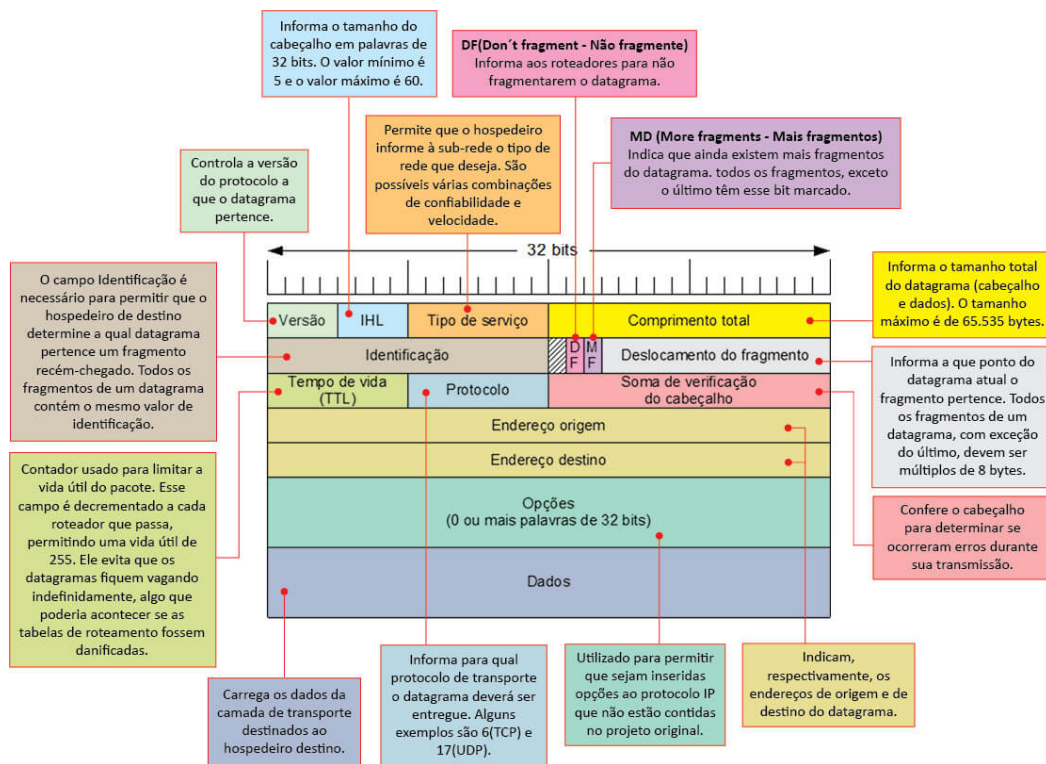 Informa o tamanho do
cabeçalho em palavras de
32 bits. O valor mínimo é
5 e o valor máximo é 60.
DF(Don´t fragment - Não fragmente)
Informa aos roteadores para não
fragmentarem o datagrama.
Permite que o hospedeiro
informe à sub-rede o tipo de
rede que deseja. São
possíveis várias combinações
de confiabilidade e
velocidade.
MD (More fragments - Mais fragmentos)
Indica que ainda existem mais fragmentos
do datagrama. todos os fragmentos, exceto
o último têm esse bit marcado.
Controla a versão
do protocolo a
que o datagrama
pertence.
32 bits
O campo Identificação é
necessário para permitir que o
hospedeiro de destino
determine a qual datagrama
pertence um fragmento
recém-chegado. Todos os
fragmentos de um datagrama
contém o mesmo valor de
identificação.
Informa o tamanho total
do datagrama (cabeçalho
e dados). O tamanho
máximo é de 65.535 bytes.
Versão
IHL
Tipo de serviço
Comprimento total
Identificação
D
F
M
F
Deslocamento do fragmento
Tempo de vida
(TTL)
Protocolo
Soma de verificação
do cabeçalho
Endereço origem
Endereço destino
Opções
(0 ou mais palavras de 32 bits)
Dados
Informa a que ponto do
datagrama atual o
fragmento pertence. Todos
os fragmentos de um
datagrama, com exceção
do último, devem ser
múltiplos de 8 bytes.
Contador usado para limitar a
vida útil do pacote. Esse
campo é decrementado a cada
roteador que passa,
permitindo uma vida útil de
255. Ele evita que os
datagramas fiquem vagando
indefinidamente, algo que
poderia acontecer se as
tabelas de roteamento fossem
danificadas.
Confere o cabeçalho
para determinar se
ocorreram erros durante
sua transmissão.
Carrega os dados da
camada de transporte
destinados ao
hospedeiro destino.
Informa para qual
protocolo de transporte
o datagrama deverá ser
entregue. Alguns
exemplos são 6(TCP) e
17(UDP).
Utilizado para permitir
que sejam inseridas
opções ao protocolo IP
que não estão contidas
no projeto original.
Indicam,
respectivamente, os
endereços de origem e de
destino do datagrama.